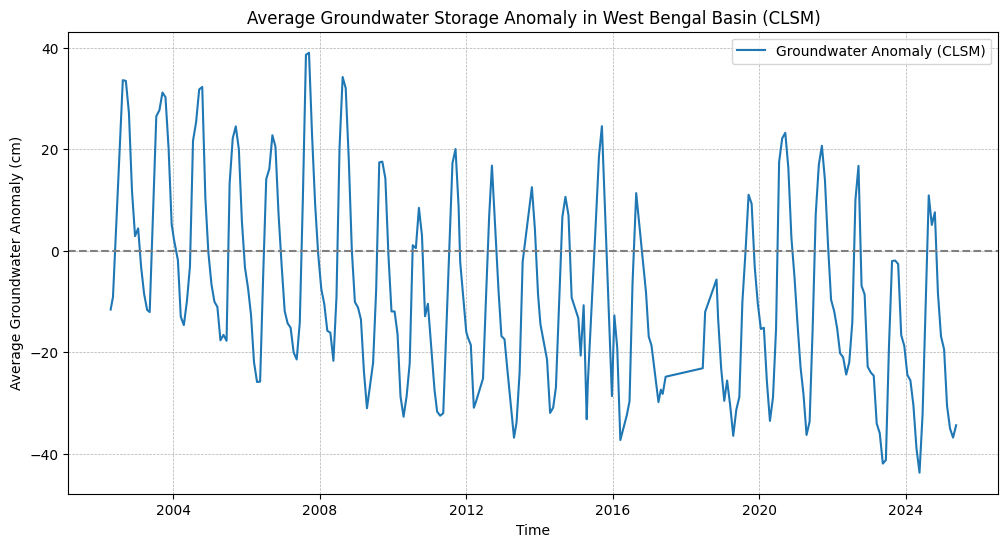 Average Groundwater Storage Anomaly in West Bengal Basin (CLSM)
Groundwater Anomaly (CLSM)
Average Groundwater Anomaly (cm)
40
20
0
−20
−40
2004 2008 2012 2016 2020 2024
Time